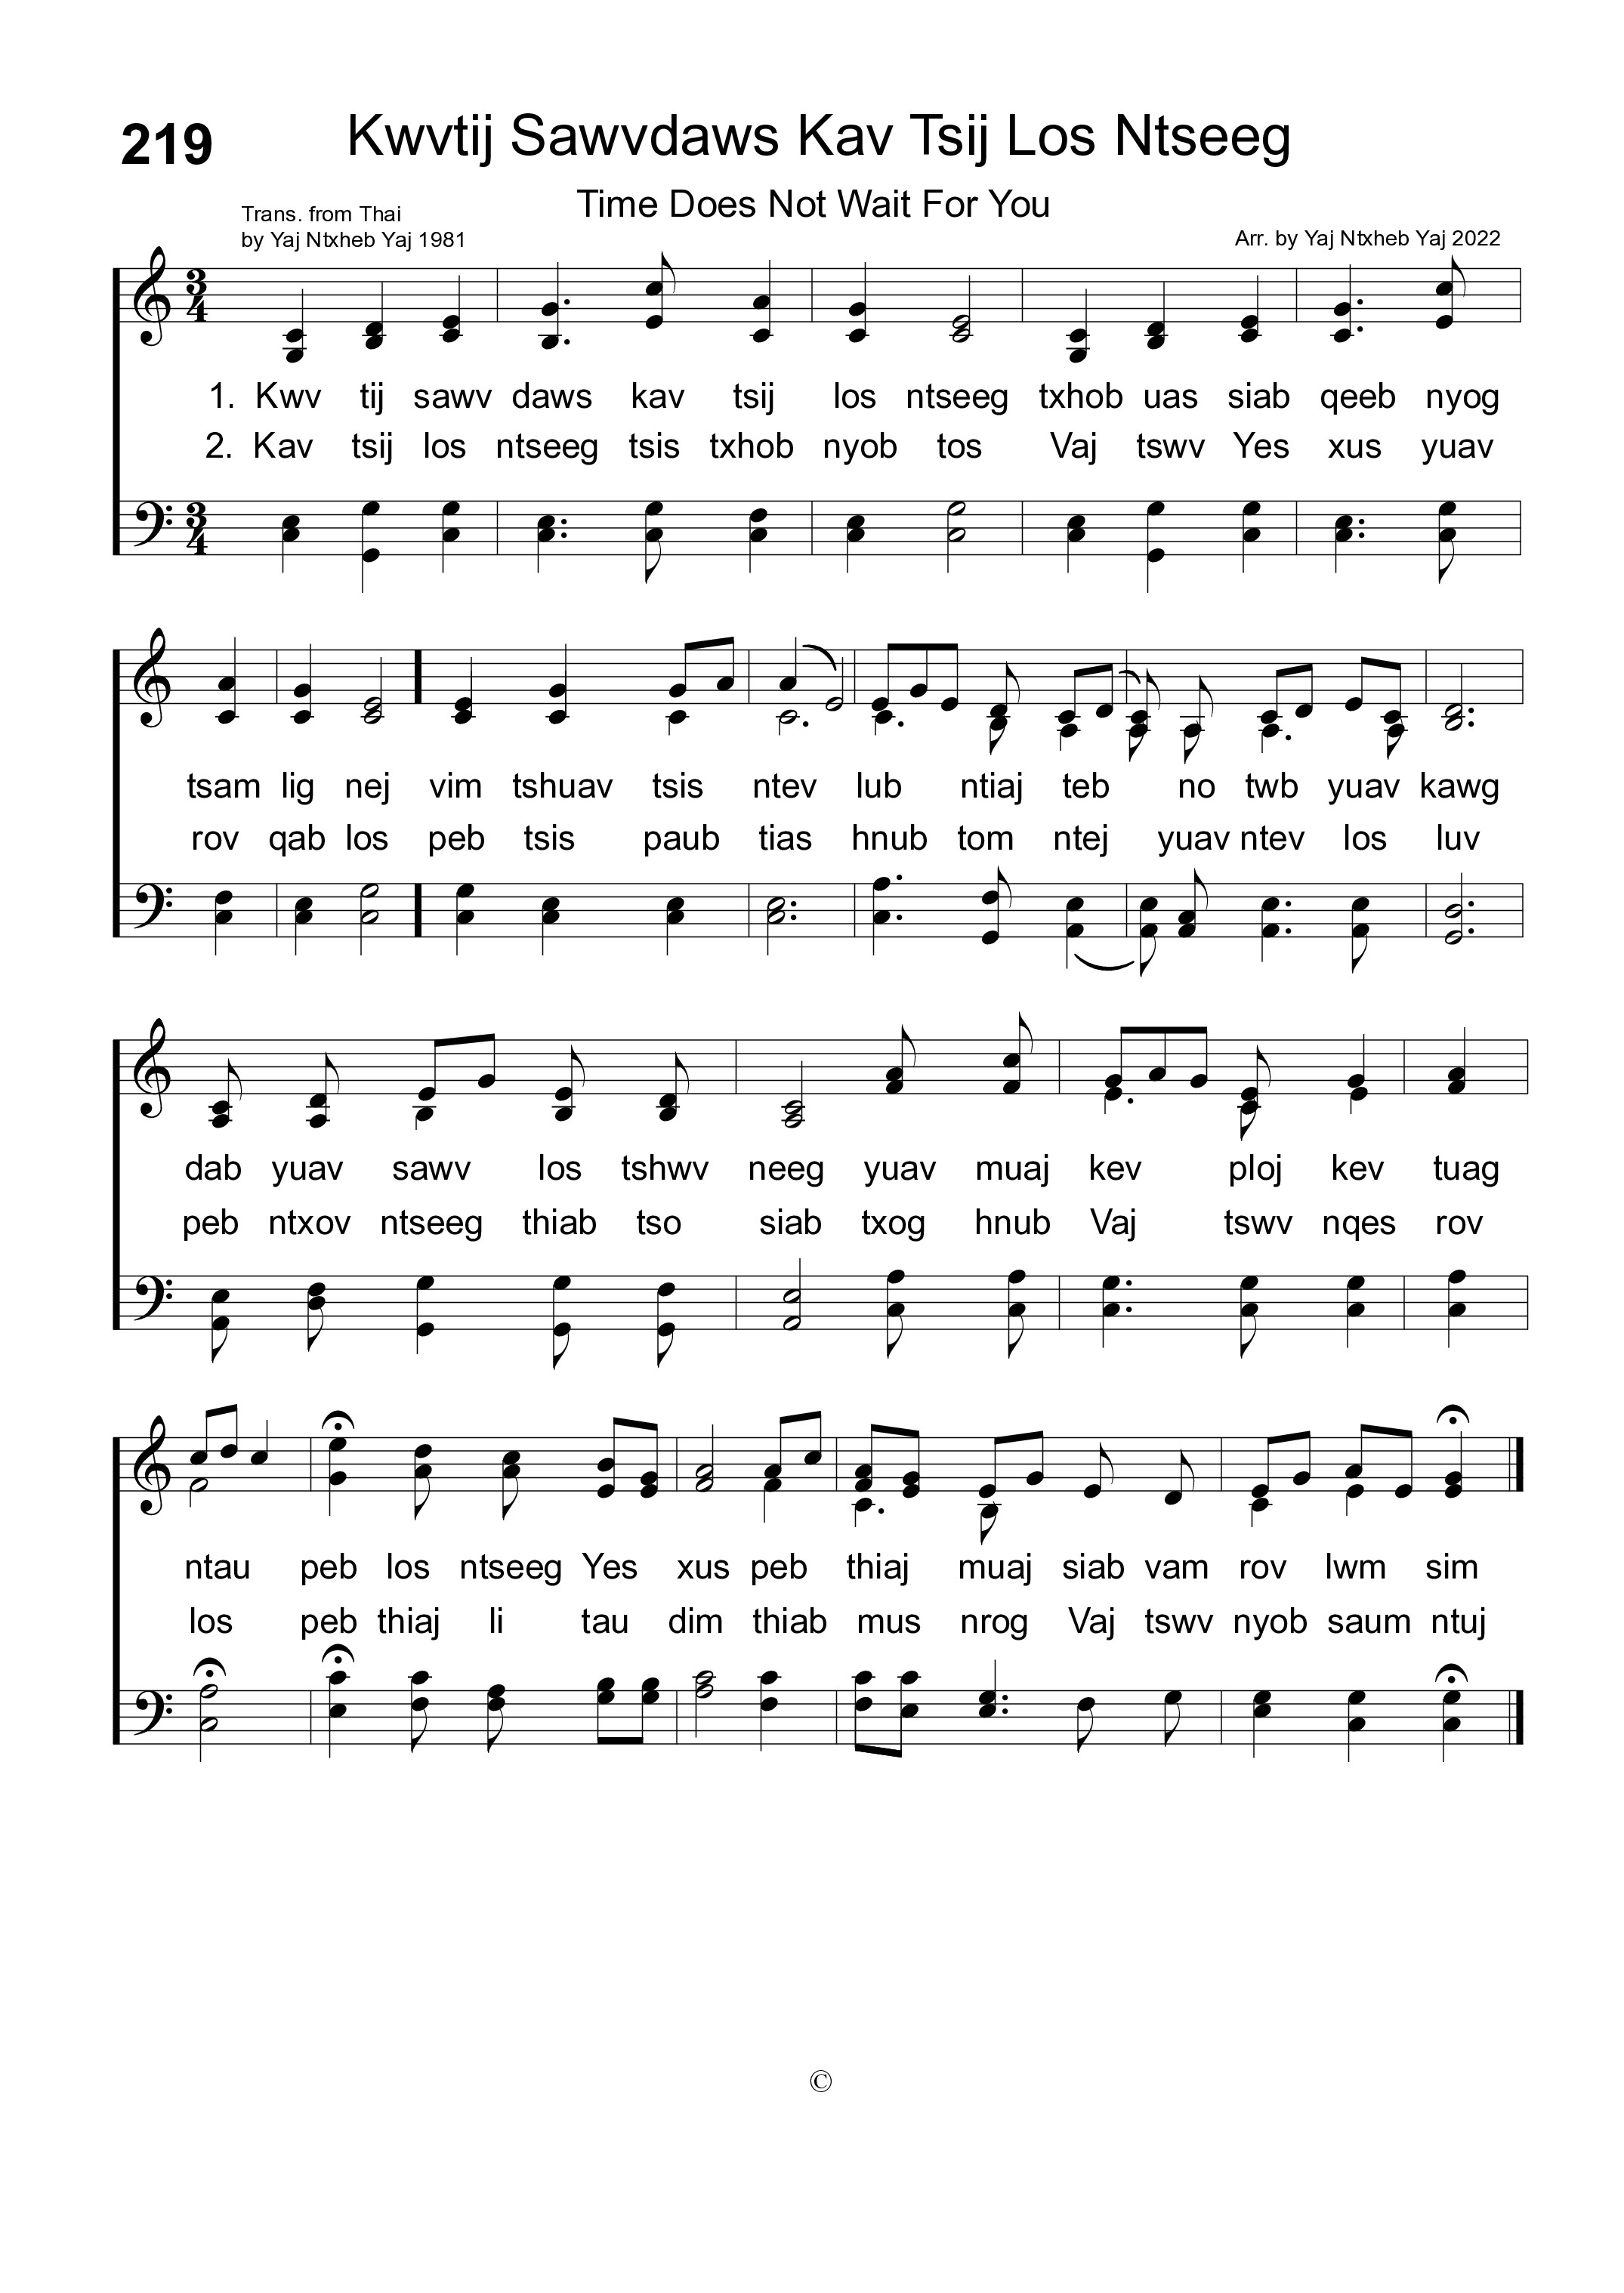 219
Kwvtij Sawvdaws Kav Tsij Los Ntseeg
Time Does Not Wait For You
Trans. from Thai
by Yaj Ntxheb Yaj 1981
Arr. by Yaj Ntxheb Yaj 2022
1. Kwv tij sawv daws kav tsij los ntseeg txhob uas siab qeeb nyog
2. Kav tsij los ntseeg tsis txhob nyob tos Vaj tswv Yes xus yuav
tsam lig nej vim tshuav tsis ntev lub ntiaj teb no twb yuav kawg
rov qab los peb tsis paub tias hnub tom ntej yuav ntev los luv
dab yuav sawv los tshwv neeg yuav muaj kev ploj kev tuag
peb ntxov ntseeg thiab tso siab txog hnub Vaj tswv nqes rov
ntau peb los ntseeg Yes xus peb thiaj muaj siab vam rov lwm sim
los peb thiaj li tau dim thiab mus nrog Vaj tswv nyob saum ntuj
©